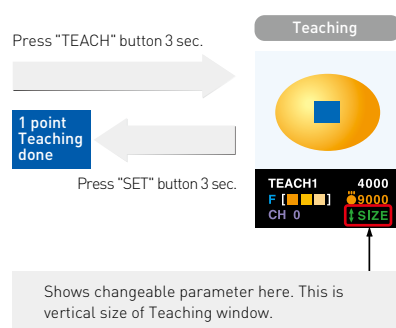 Teaching
Press "TEACH" button 3 sec.
1 point
Teaching
done
Press "SET" button 3 sec.
TEACH1 4000
F [ ] 9000
CH 0 SIZE
Shows changeable parameter here. This is
vertical size of Teaching window.